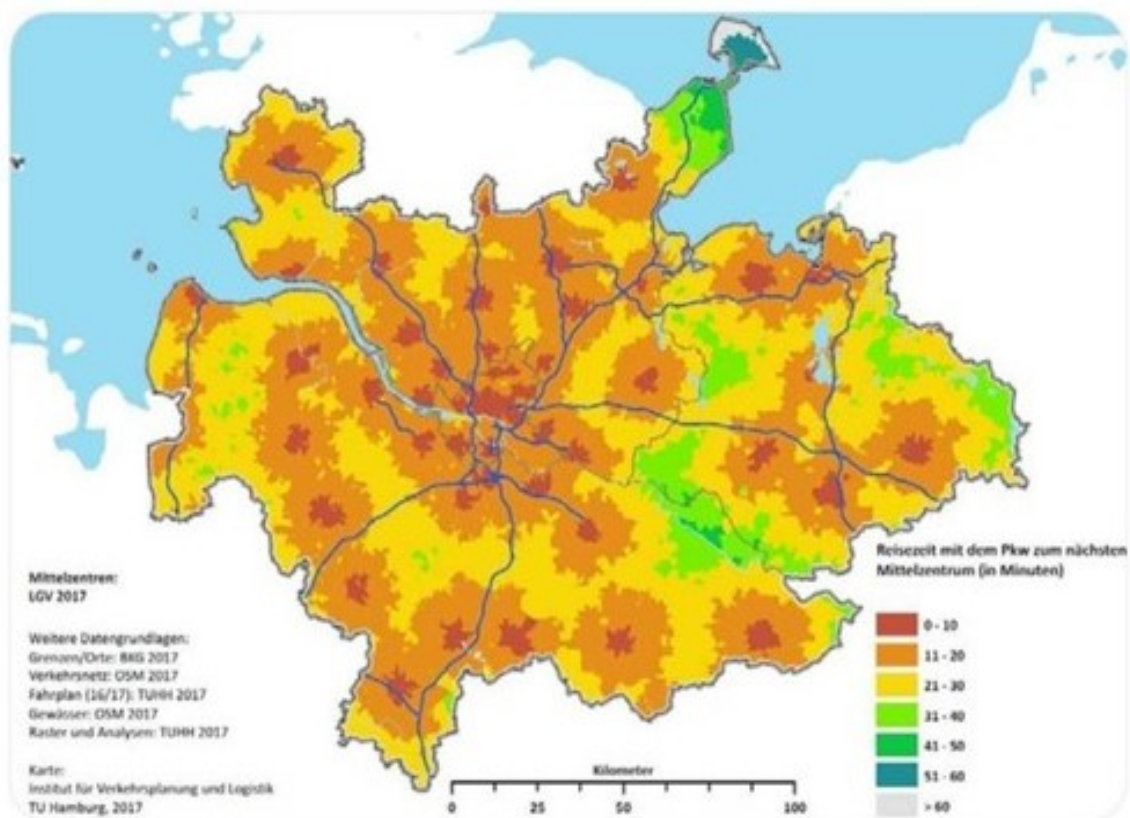 Mittelzentren:
LGV 2017
Weitere Datengrundlagen:
Grenzen/Orte: BKG 2017
Verkehrsnetz: OSM 2017
Fahrplan (16/17): TUHH 2017
Gewässer: OSM 2017
Raster und Analysen: TUHH 2017
Karte:
Institut für Verkehrsplanung und Logistik
TU Hamburg, 2017
Kilometer
0 25 50 100
Reisezeit mit dem Pkw zum nächsten
Mittelzentrum (in Minuten)
0 - 10
11 - 20
21 - 30
31 - 40
41 - 50
51 - 60
> 60